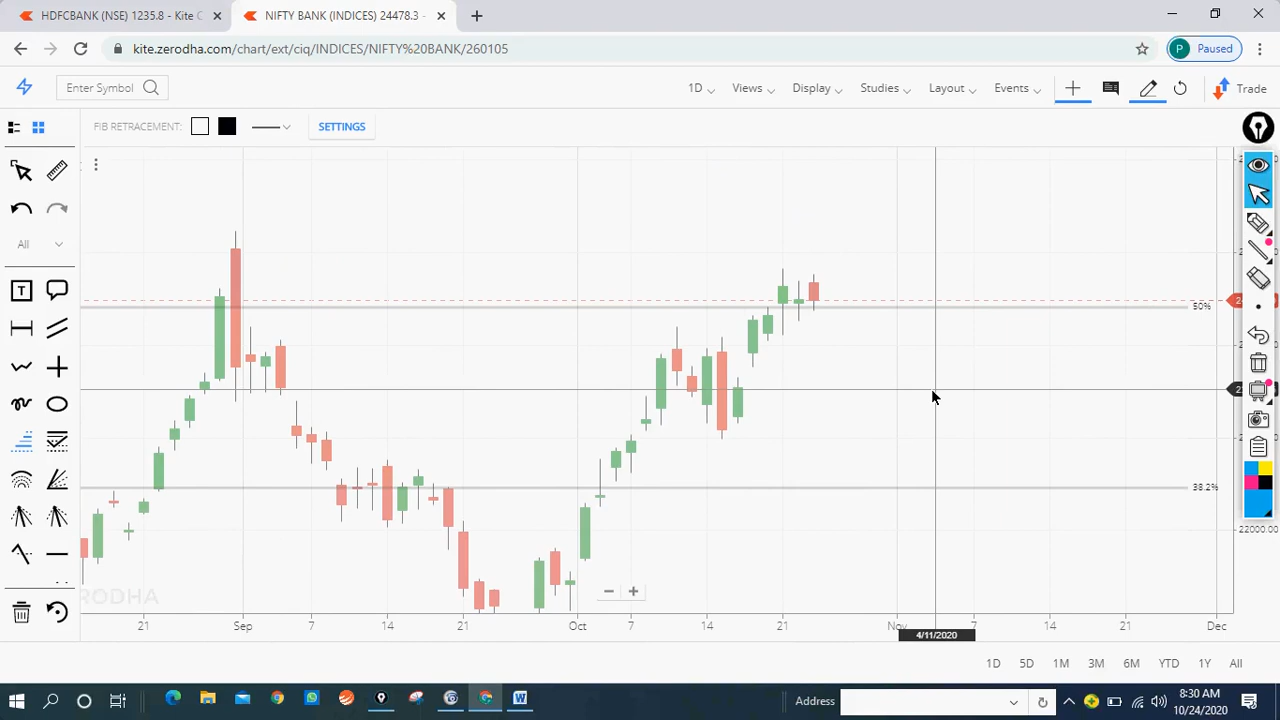 HDFCBANK (NSE) 1235.8 - Kite C
NIFTY BANK (INDICES) 24478.3 -
kite.zerodha.com/chart/ext/ciq/INDICES/NIFTY%20BANK/260105
Paused
Enter Symbol
1D
Views
Display
Studies
Layout
Events
Trade
FIB RETRACEMENT:
SETTINGS
All
50%
38.2%
22000.00
RODHA
21
Sep
7
14
21
Oct
7
14
21
Nov
7
14
21
Dec
4/11/2020
1D
5D
1M
3M
6M
YTD
1Y
All
Address
8:30 AM
10/24/2020